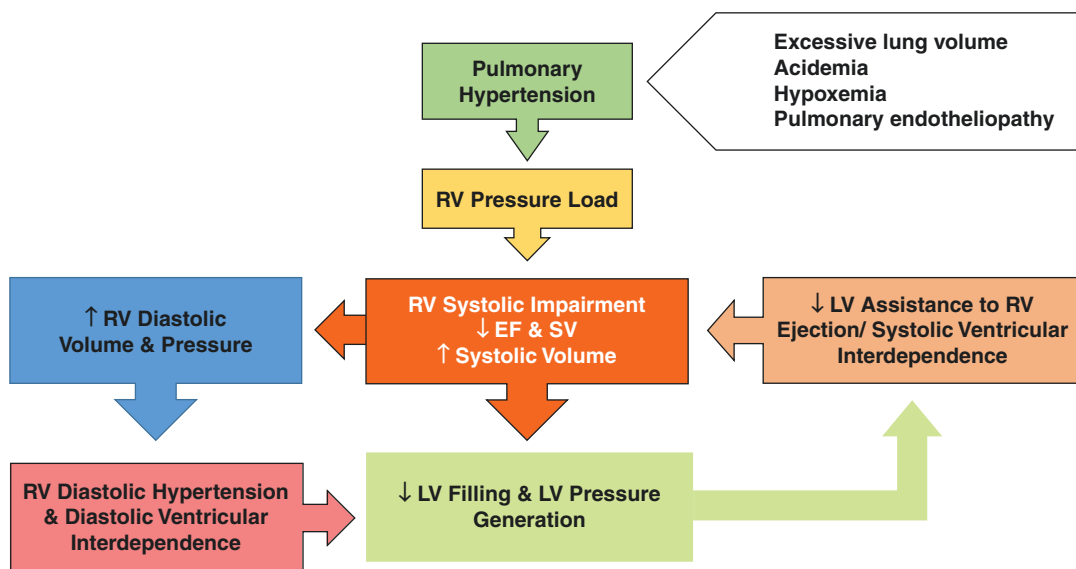 Pulmonary
Hypertension
Excessive lung volume
Acidemia
Hypoxemia
Pulmonary endotheliopathy
RV Pressure Load
↑ RV Diastolic
Volume & Pressure
RV Systolic Impairment
↓ EF & SV
↑ Systolic Volume
↓ LV Assistance to RV
Ejection/ Systolic Ventricular
Interdependence
RV Diastolic Hypertension
& Diastolic Ventricular
Interdependence
↓ LV Filling & LV Pressure
Generation